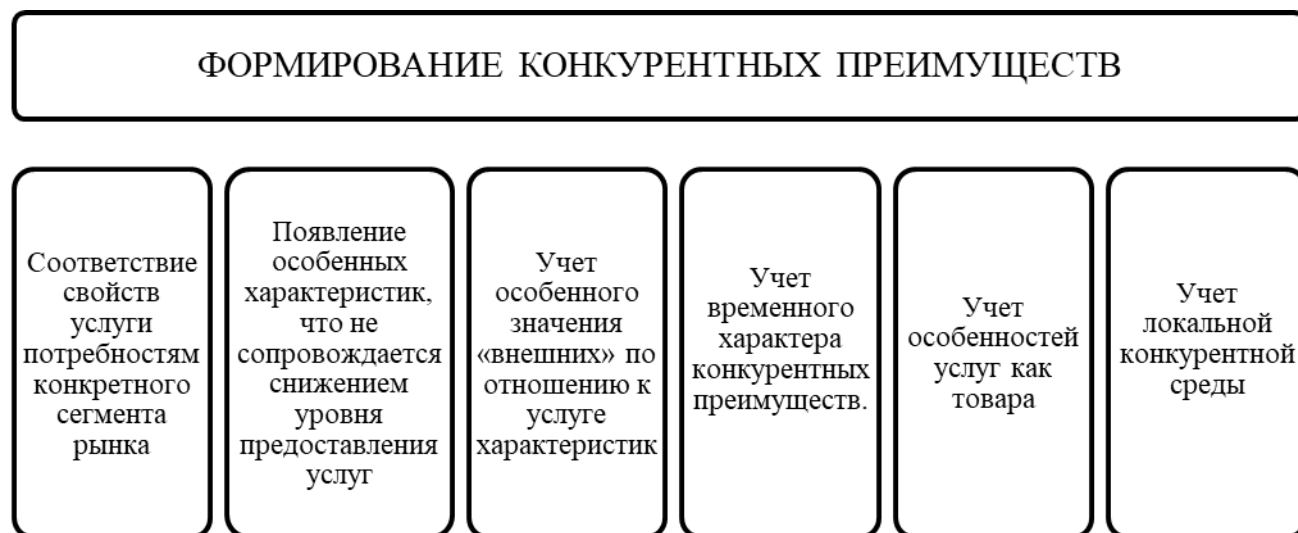 ФОРМИРОВАНИЕ КОНКУРЕНТНЫХ ПРЕИМУЩЕСТВ
Соответствие
свойств
услуги
потребностям
конкретного
сегмента
рынка
Появление
особенных
характеристик,
что не
сопровождается
снижением
уровня
предоставления
услуг
Учет
особенного
значения
«внешних» по
отношению к
услуге
характеристик
Учет
временного
характера
конкурентных
преимуществ.
Учет
особенностей
услуг как
товара
Учет
локальной
конкурентной
среды